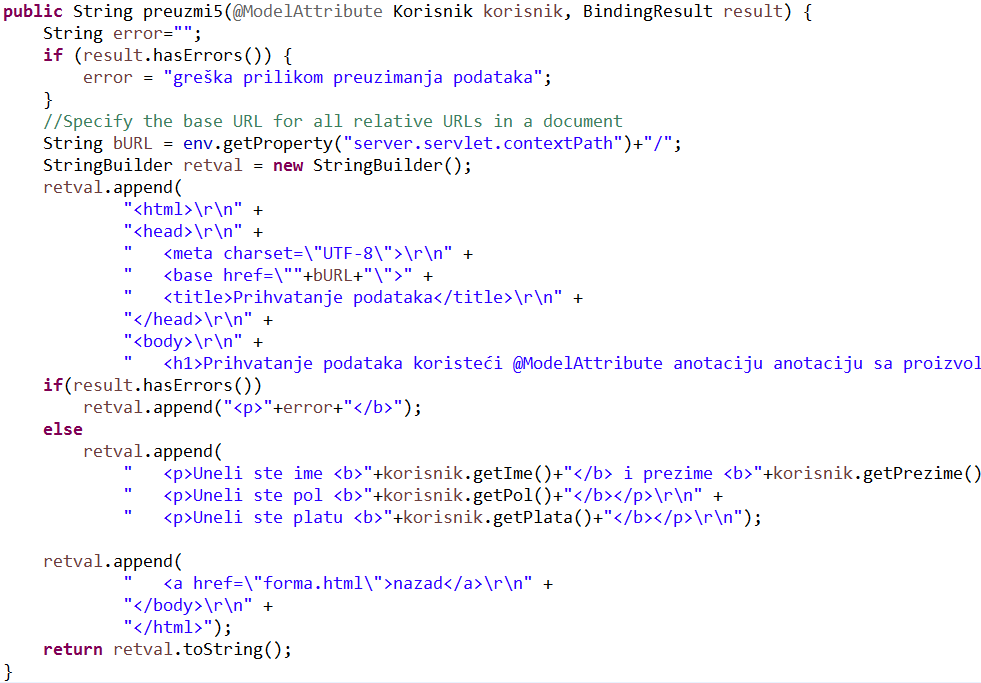 public String preuzmi5(@ModelAttribute Korisnik korisnik, BindingResult result) {
    String error="";
    if (result.hasErrors()) {
        error = "greška prilikom preuzimanja podataka";
    }
    //Specify the base URL for all relative URLs in a document
    String bURL = env.getProperty("server.servlet.contextPath")+"/";
    StringBuilder retval = new StringBuilder();
    retval.append(
            "<html>\r\n" +
            "<head>\r\n" +
            "   <meta charset=\"UTF-8\">\r\n" +
            "   <base href=\""+bURL+"\">" +
            "   <title>Prihvatanje podataka</title>\r\n" +
            "</head>\r\n" +
            "<body>\r\n" +
            "   <h1>Prihvatanje podataka koristeći @ModelAttribute anotaciju anotaciju sa proizvol
    if(result.hasErrors())
        retval.append("<p>"+error+"</b>");
    else
        retval.append(
            "   <p>Uneli ste ime <b>"+korisnik.getIme()+"</b> i prezime <b>"+korisnik.getPrezime()
            "   <p>Uneli ste pol <b>"+korisnik.getPol()+"</b></p>\r\n" +
            "   <p>Uneli ste platu <b>"+korisnik.getPlata()+"</b></p>\r\n");
    retval.append(
            "   <a href=\"forma.html\">nazad</a>\r\n" +
            "</body>\r\n" +
            "</html>");
    return retval.toString();
}